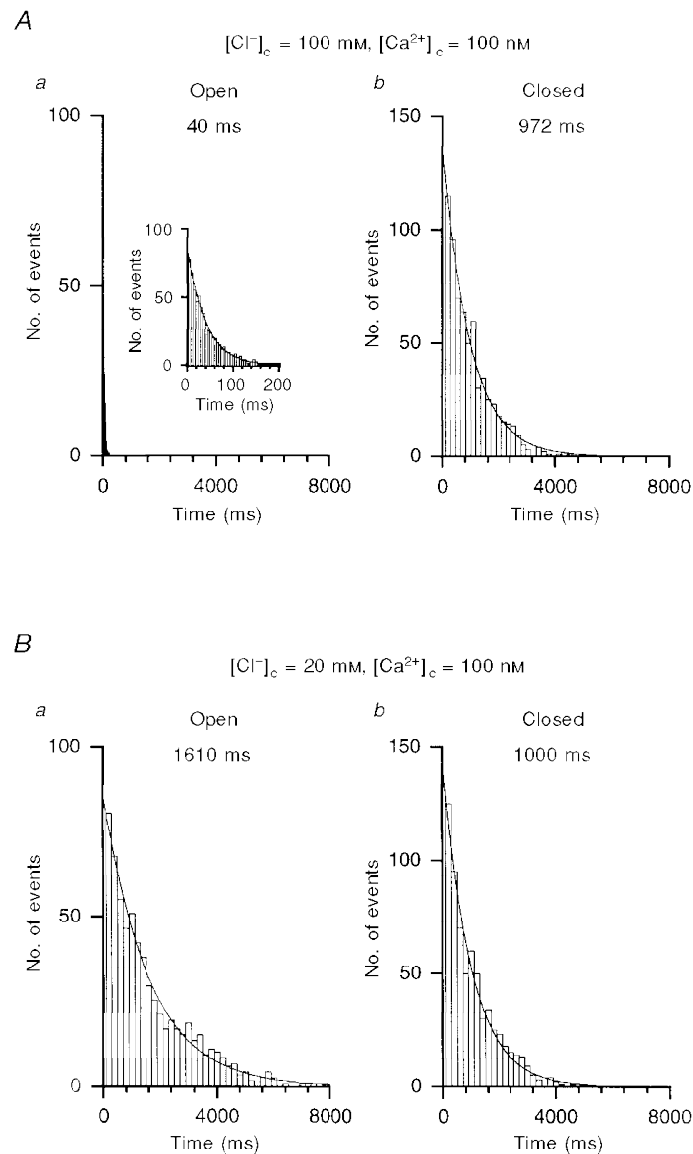 A
[Cl⁻]c = 100 mM, [Ca²⁺]c = 100 nM
a
Open
40 ms
100
50
0
No. of events
0
4000
8000
Time (ms)
100
50
0
No. of events
0
100
200
Time (ms)
b
Closed
972 ms
150
100
50
0
No. of events
0
4000
8000
Time (ms)
B
[Cl⁻]c = 20 mM, [Ca²⁺]c = 100 nM
a
Open
1610 ms
100
50
0
No. of events
0
4000
8000
Time (ms)
b
Closed
1000 ms
150
100
50
0
No. of events
0
4000
8000
Time (ms)